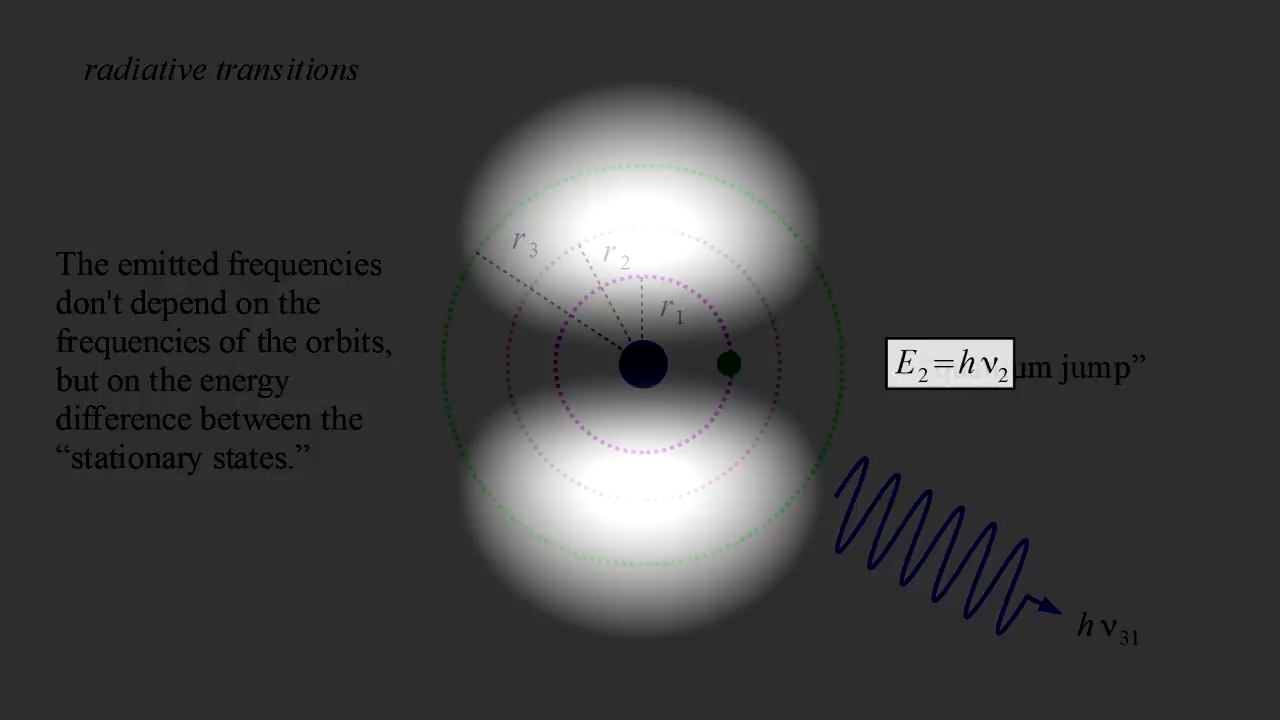 radiative transitions
The emitted frequencies
don't depend on the
frequencies of the orbits,
but on the energy
difference between the
“stationary states.”
r₃
r₂
r₁
E₂=hν₂
jump”
hν₃₁